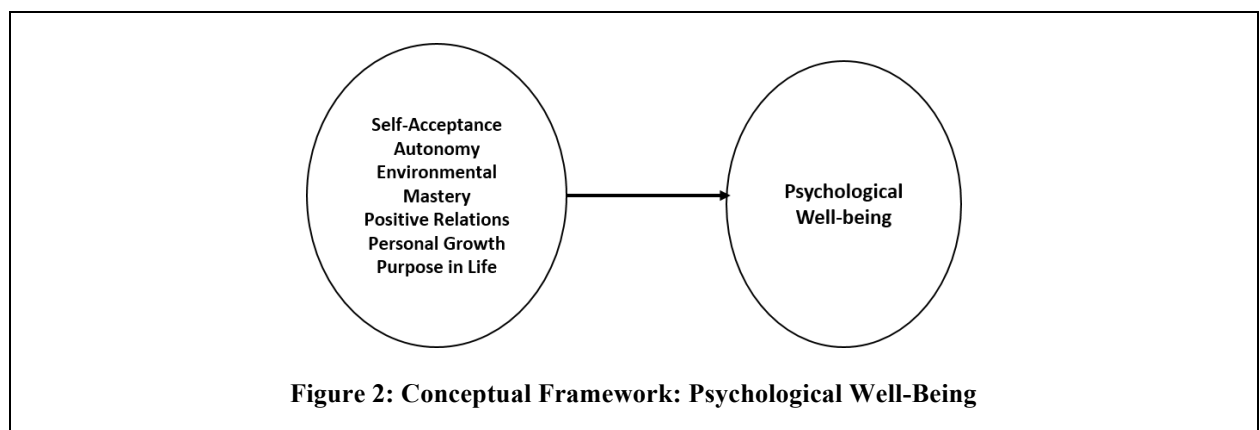 Self-Acceptance
Autonomy
Environmental
Mastery
Positive Relations
Personal Growth
Purpose in Life
Psychological
Well-being
Figure 2: Conceptual Framework: Psychological Well-Being